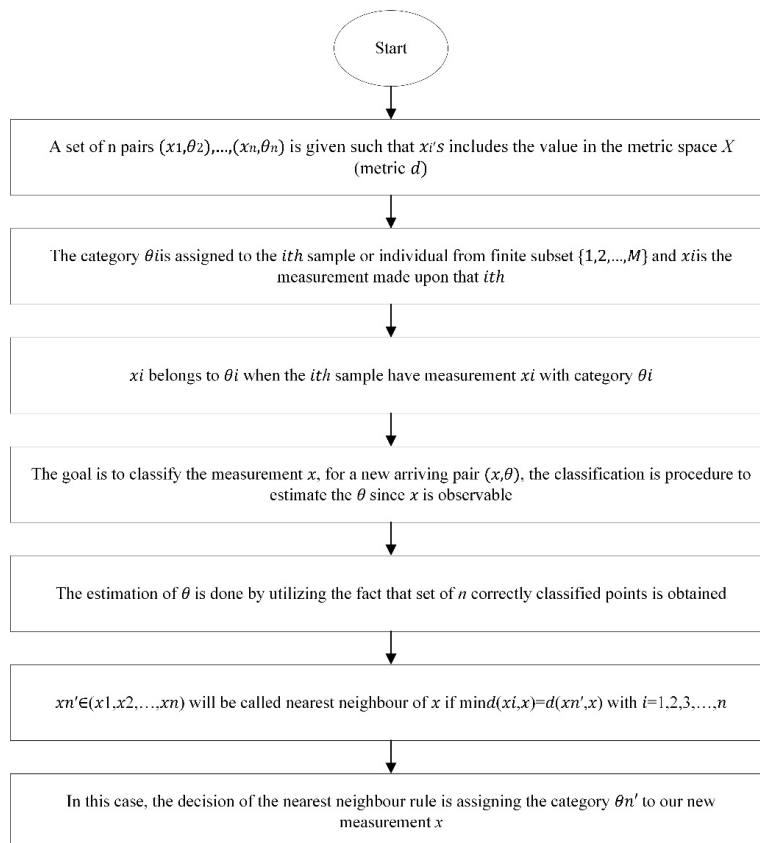 Start
A set of n pairs (x1,θ2),...,(xn,θn) is given such that xi's includes the value in the metric space X
(metric d)
The category θiis assigned to the ith sample or individual from finite subset {1,2,...,M} and xiis the
measurement made upon that ith
xi belongs to θi when the ith sample have measurement xi with category θi
The goal is to classify the measurement x, for a new arriving pair (x,θ), the classification is procedure to
estimate the θ since x is observable
The estimation of θ is done by utilizing the fact that set of n correctly classified points is obtained
xn′∈(x1,x2,…,xn) will be called nearest neighbour of x if mind(xi,x)=d(xn′,x) with i=1,2,3,…,n
In this case, the decision of the nearest neighbour rule is assigning the category θn′ to our new
measurement x